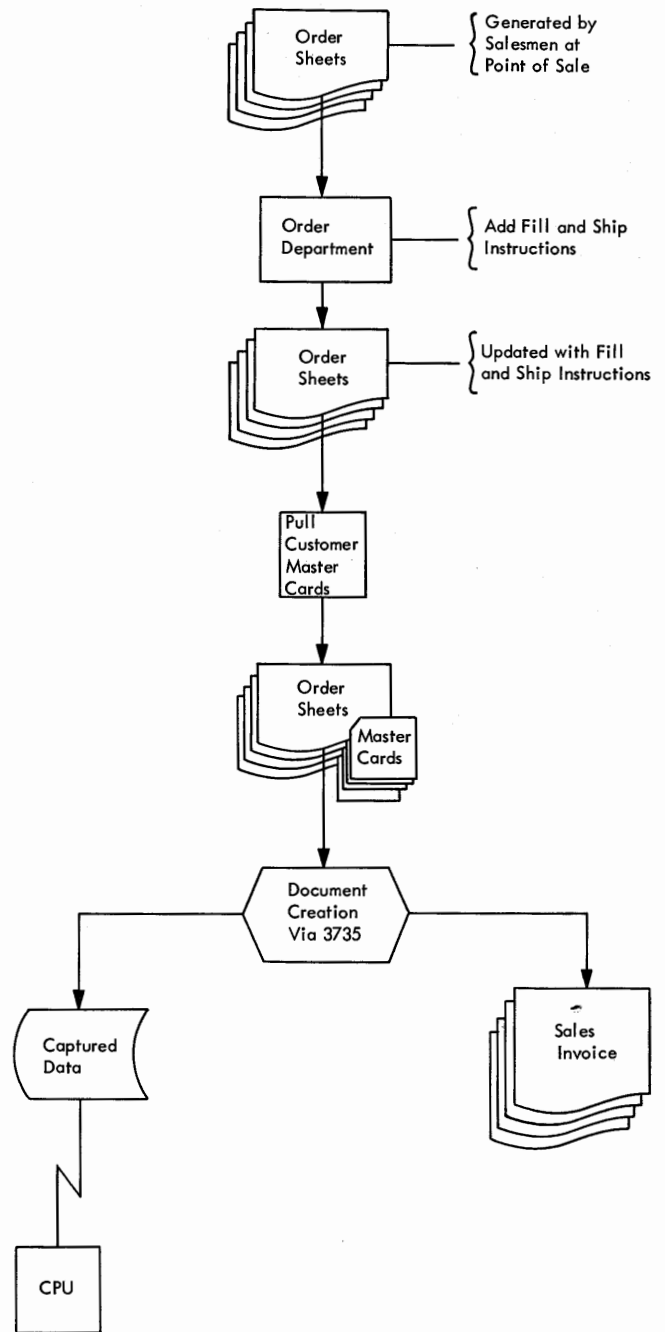 Order
Sheets
Generated by
Salesmen at
Point of Sale
Order
Department
Add Fill and Ship
Instructions
Order
Sheets
Updated with Fill
and Ship Instructions
Pull
Customer
Master
Cards
Order
Sheets
Master
Cards
Document
Creation
Via 3735
Captured
Data
Sales
Invoice
CPU